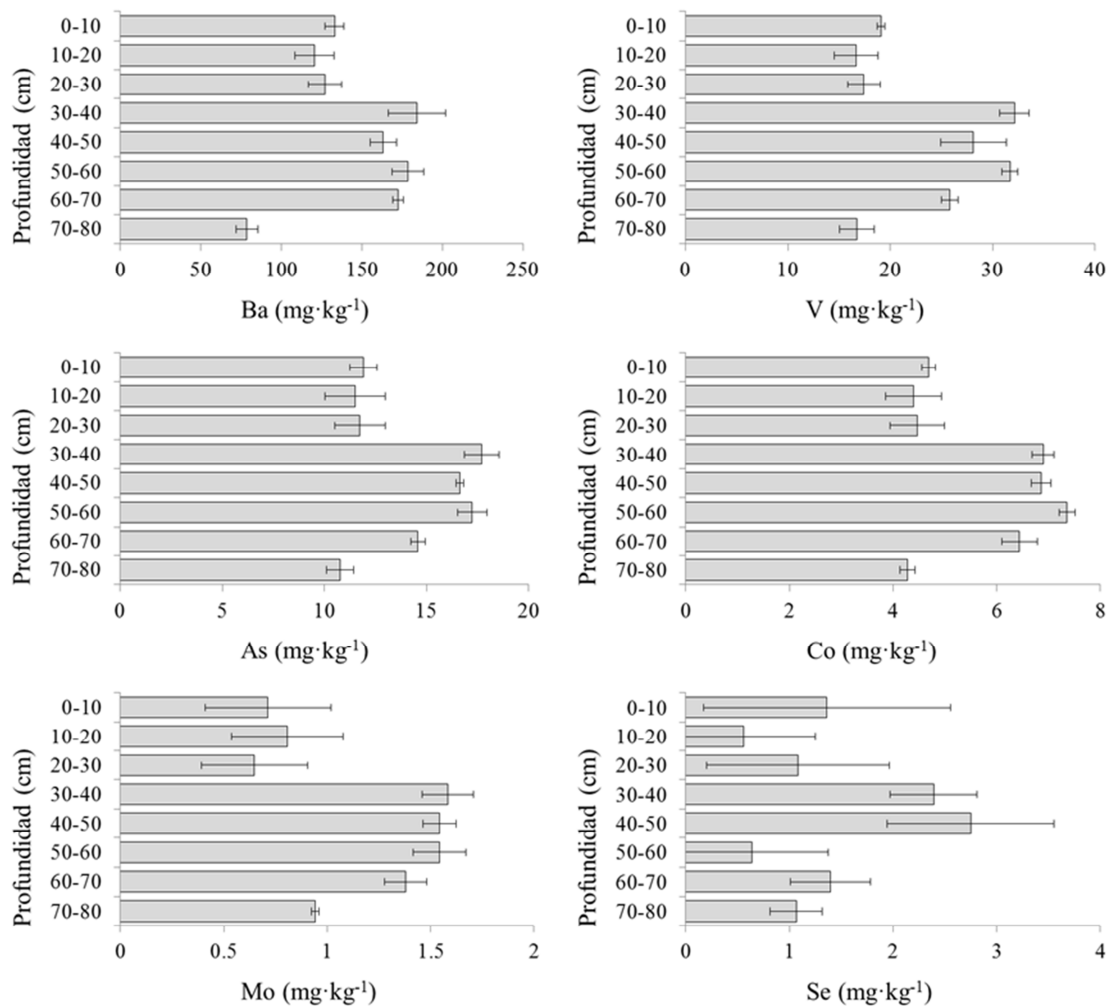 Profundidad (cm)
0-10
10-20
20-30
30-40
40-50
50-60
60-70
70-80
0 50 100 150 200 250
Ba (mg·kg⁻¹)
Profundidad (cm)
0-10
10-20
20-30
30-40
40-50
50-60
60-70
70-80
0 10 20 30 40
V (mg·kg⁻¹)
Profundidad (cm)
0-10
10-20
20-30
30-40
40-50
50-60
60-70
70-80
0 5 10 15 20
As (mg·kg⁻¹)
Profundidad (cm)
0-10
10-20
20-30
30-40
40-50
50-60
60-70
70-80
0 2 4 6 8
Co (mg·kg⁻¹)
Profundidad (cm)
0-10
10-20
20-30
30-40
40-50
50-60
60-70
70-80
0 0.5 1 1.5 2
Mo (mg·kg⁻¹)
Profundidad (cm)
0-10
10-20
20-30
30-40
40-50
50-60
60-70
70-80
0 1 2 3 4
Se (mg·kg⁻¹)